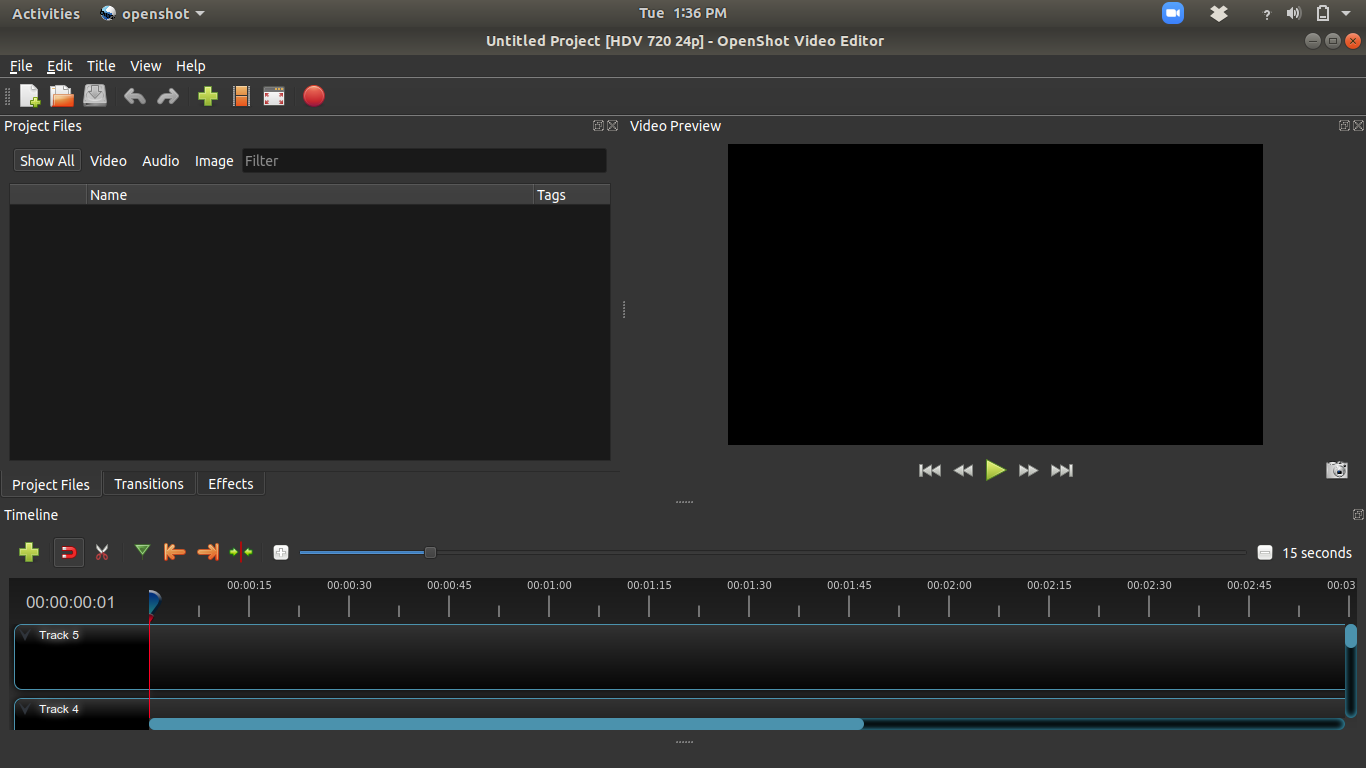 Activities openshot Tue 1:36 PM ?
Untitled Project [HDV 720 24p] - OpenShot Video Editor
File Edit Title View Help
Project Files
Video Preview
Show All Video Audio Image Filter
Name Tags
Project Files Transitions Effects
Timeline
15 seconds
00:00:00:01
00:00:15 00:00:30 00:00:45 00:01:00 00:01:15 00:01:30 00:01:45 00:02:00 00:02:15 00:02:30 00:02:45 00:03
Track 5
Track 4